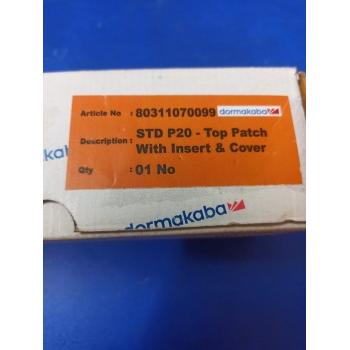 Article No : 80311070099 dormakaba
Description : STD P20 - Top Patch
With Insert & Cover
Qty : 01 No
dormakaba
dormakaba